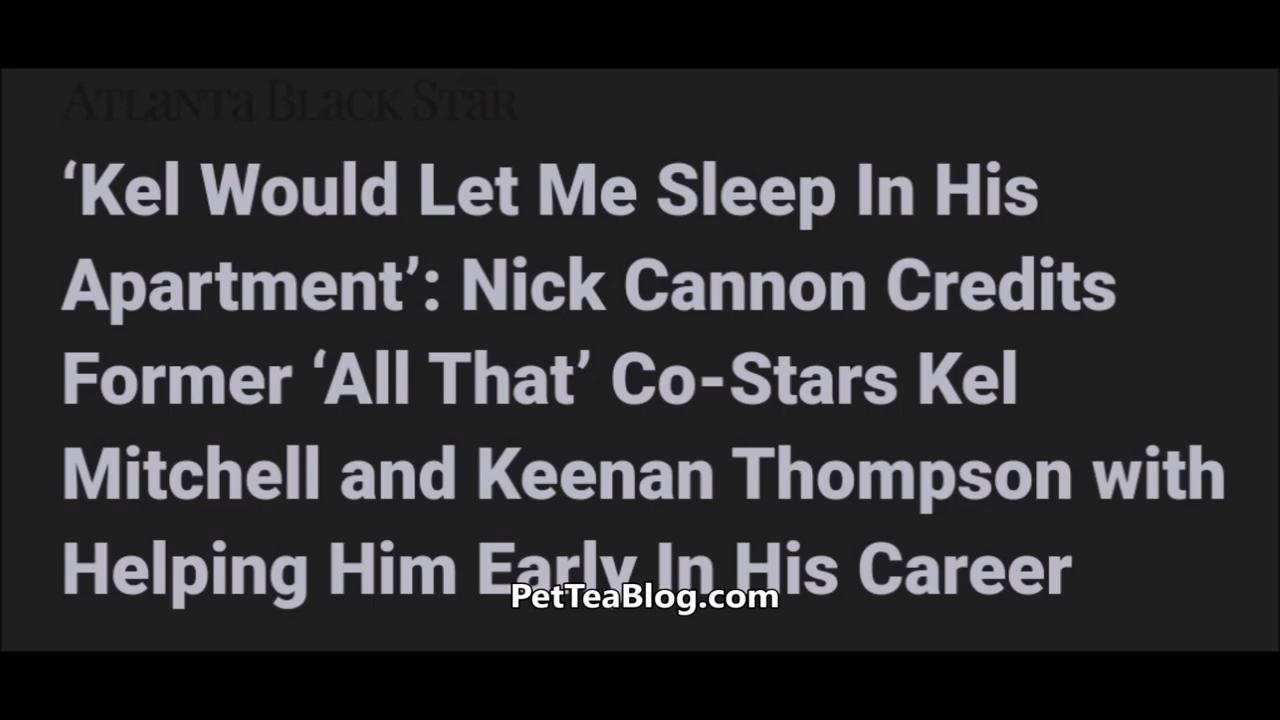 Atlanta Black Star
‘Kel Would Let Me Sleep In His
Apartment’: Nick Cannon Credits
Former ‘All That’ Co-Stars Kel
Mitchell and Keenan Thompson with
Helping Him Early In His Career
PetTeaBlog.com